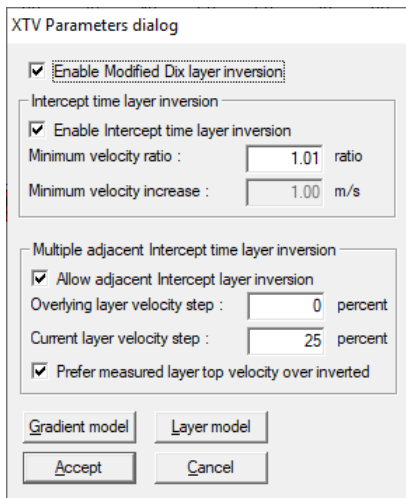 XTV Parameters dialog
Enable Modified Dix layer inversion
Intercept time layer inversion
Enable Intercept time layer inversion
Minimum velocity ratio : 1.01 ratio
Minimum velocity increase : 1.00 m/s
Multiple adjacent Intercept time layer inversion
Allow adjacent Intercept layer inversion
Overlying layer velocity step : 0 percent
Current layer velocity step : 25 percent
Prefer measured layer top velocity over inverted
Gradient model Layer model
Accept Cancel